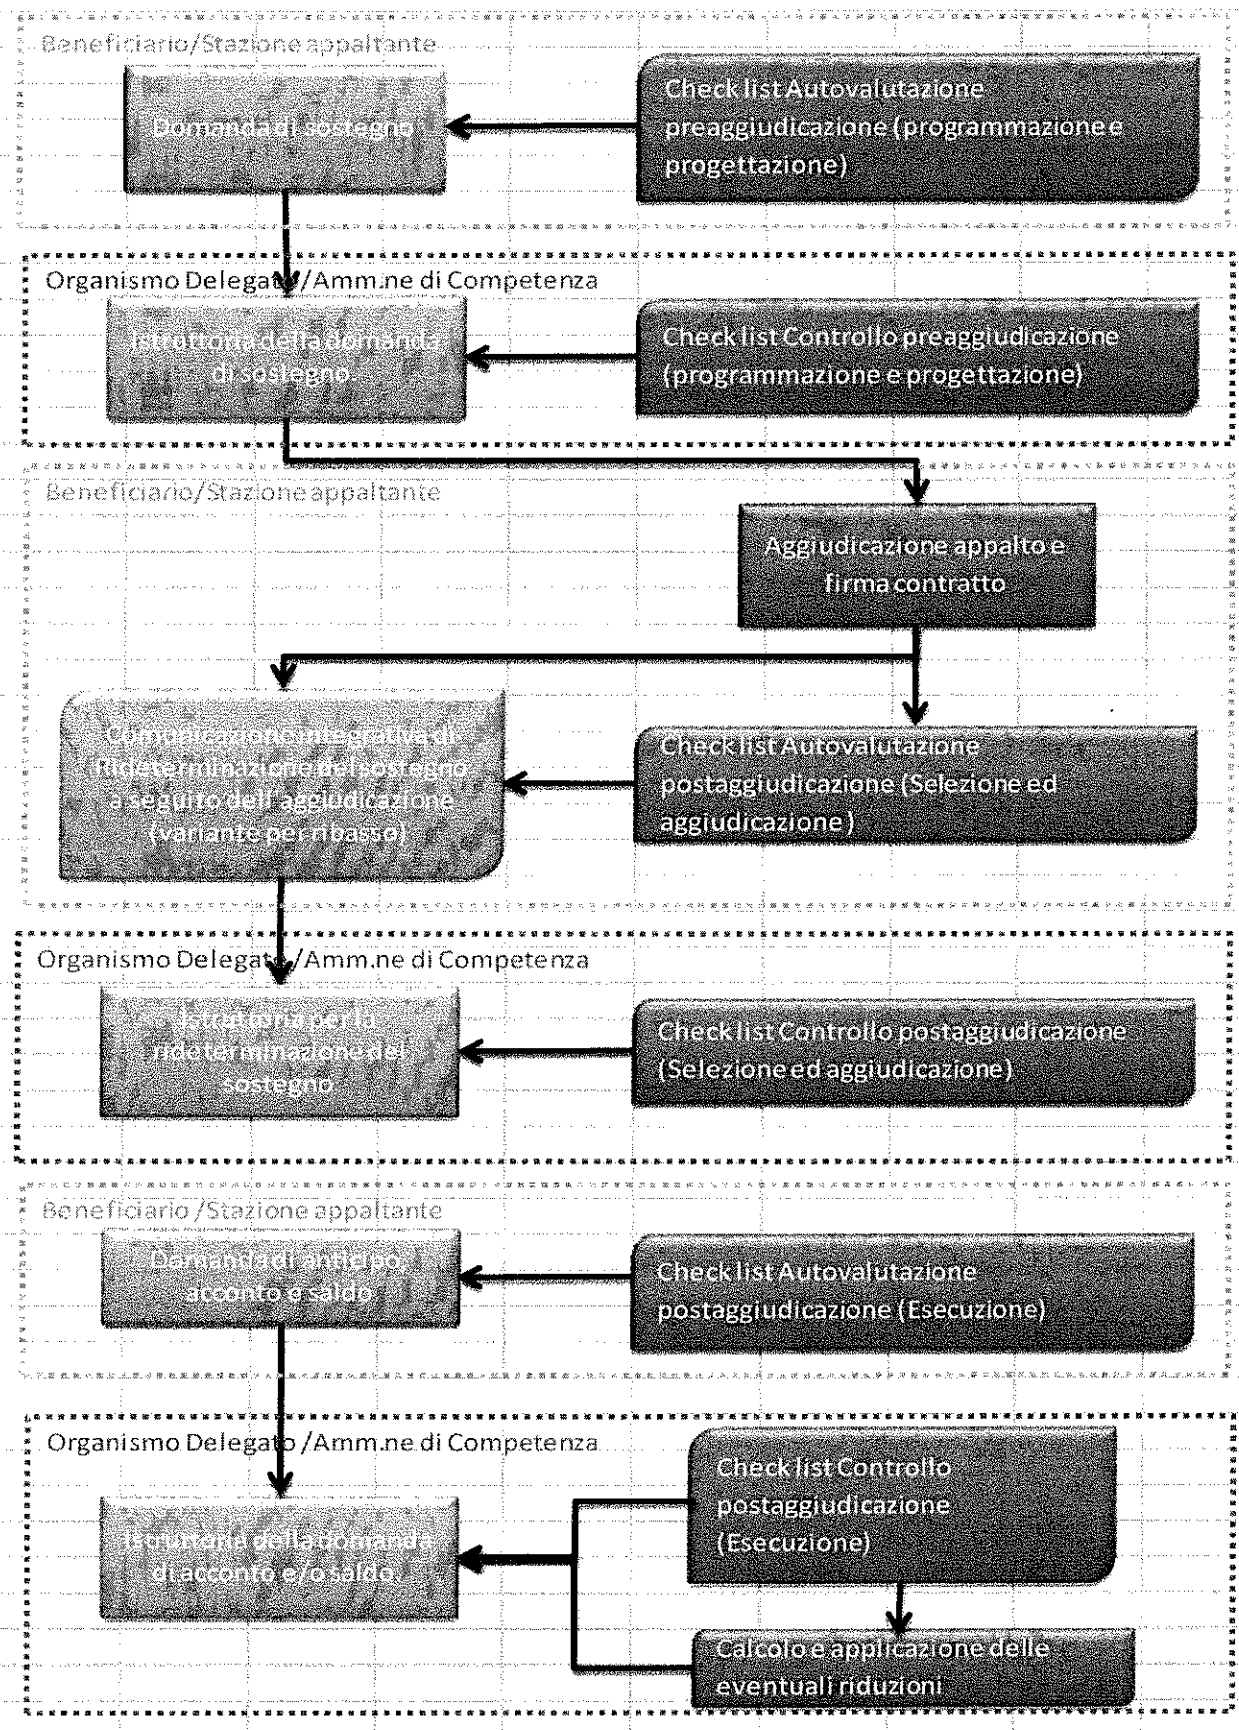 Beneficiario/Stazione appaltante
Domanda di sostegno
Check list Autovalutazione
preaggiudicazione (programmazione e
progettazione)
Organismo Delegato /Amm.ne di Competenza
Istruttoria della domanda
di sostegno.
Check list Controllo preaggiudicazione
(programmazione e progettazione)
Beneficiario/Stazione appaltante
Aggiudicazione appalto e
firma contratto
Comunicazione integrativa di
Rideterminazione del sostegno
a seguito dell'aggiudicazione
(variante per ribasso)
Check list Autovalutazione
postaggiudicazione (Selezione ed
aggiudicazione)
Organismo Delegato /Amm.ne di Competenza
Istruttoria per la
rideterminazione del
sostegno.
Check list Controllo postaggiudicazione
(Selezione ed aggiudicazione)
Beneficiario /Stazione appaltante
Domanda di anticipo,
acconto e saldo
Check list Autovalutazione
postaggiudicazione (Esecuzione)
Organismo Delegato /Amm.ne di Competenza
Istruttoria della domanda
di acconto e/o saldo.
Check list Controllo
postaggiudicazione
(Esecuzione)
Calcolo e applicazione delle
eventuali riduzioni